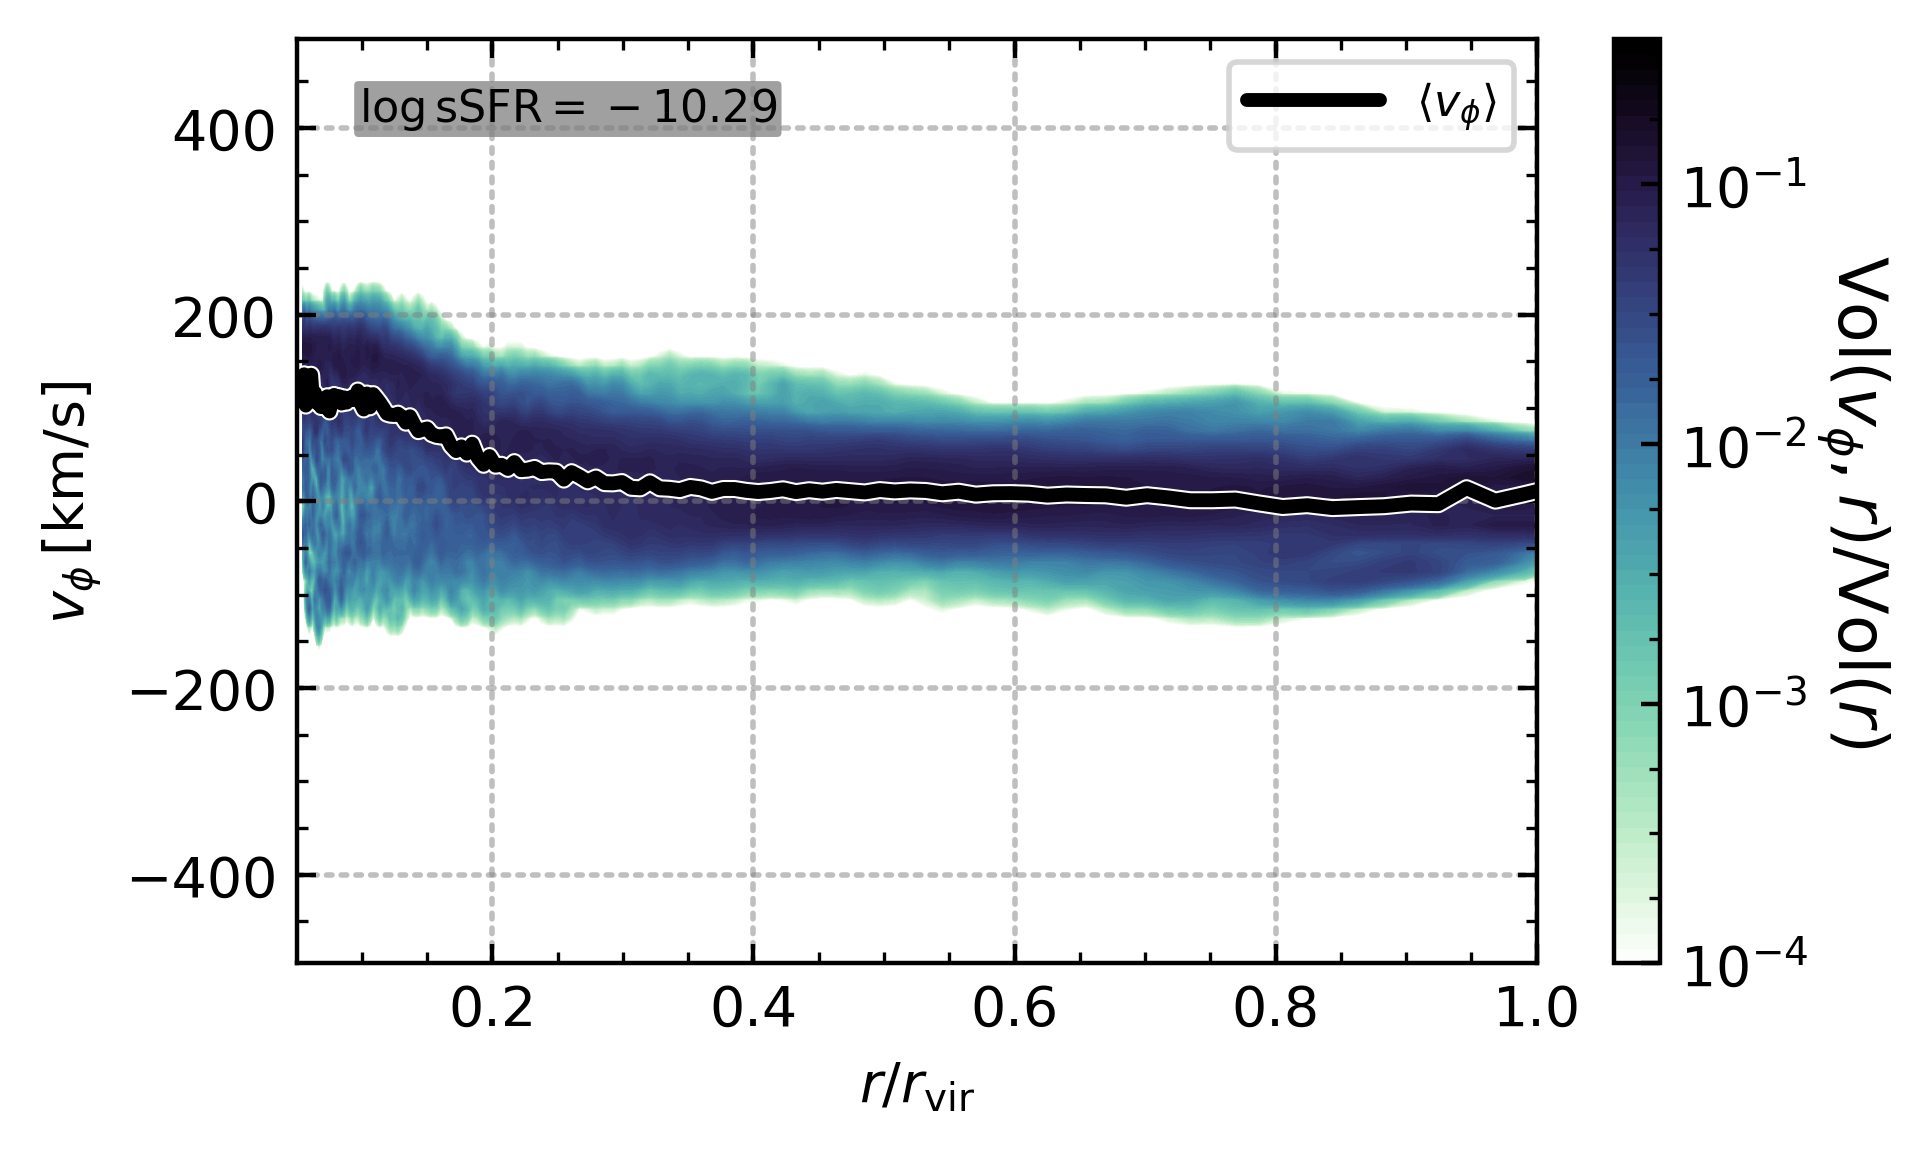 log sSFR = − 10.29
⟨v_ϕ⟩
400
200
0
−200
−400
v_ϕ [km/s]
0.2 0.4 0.6 0.8 1.0
r/r_vir
10⁻¹
10⁻²
10⁻³
10⁻⁴
Vol(v_ϕ, r)/Vol(r)